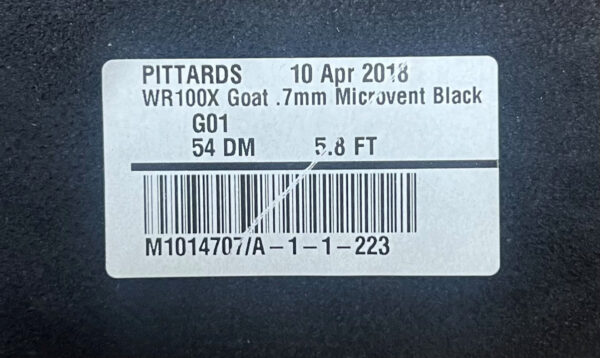 PITTARDS 10 Apr 2018
WR100X Goat .7mm Microvent Black
G01
54 DM 5.8 FT
M1014707/A-1-1-223